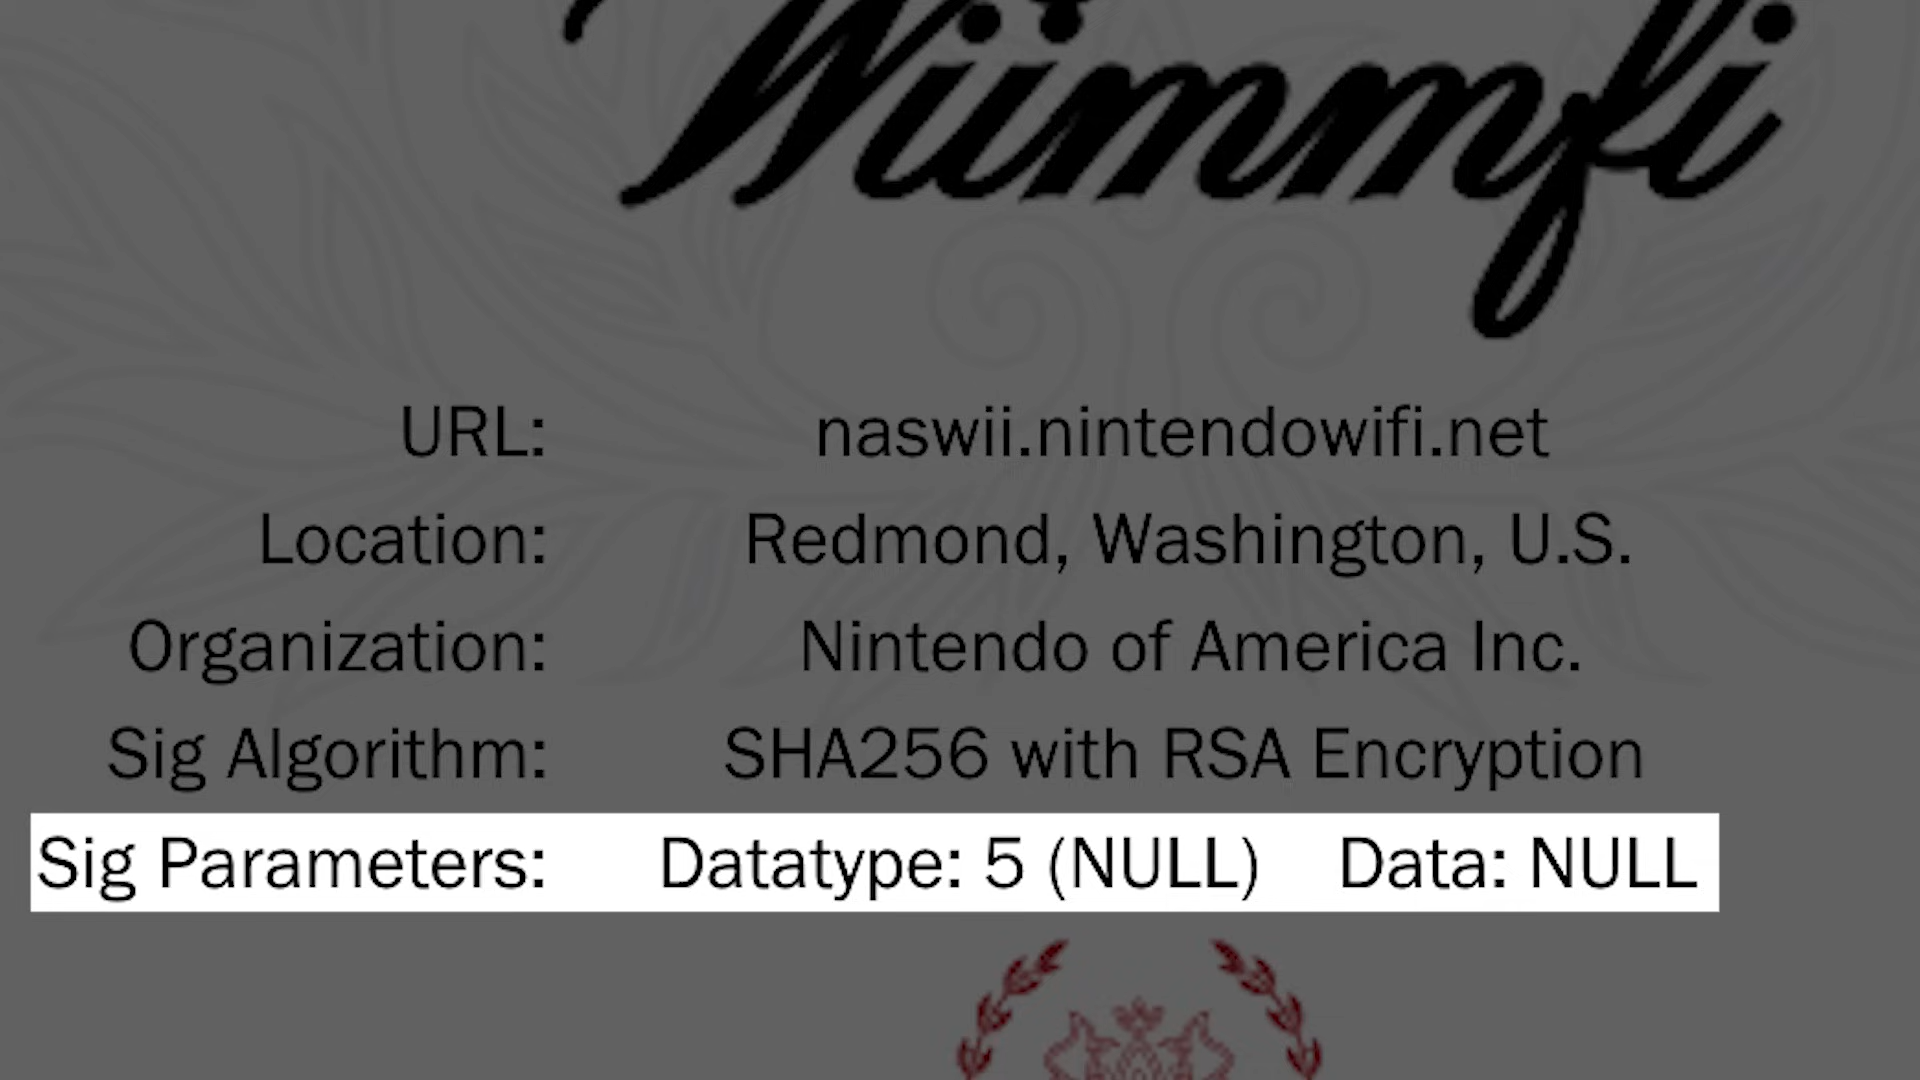 Wiimmfi
URL: naswii.nintendowifi.net
Location: Redmond, Washington, U.S.
Organization: Nintendo of America Inc.
Sig Algorithm: SHA256 with RSA Encryption
Sig Parameters: Datatype: 5 (NULL) Data: NULL